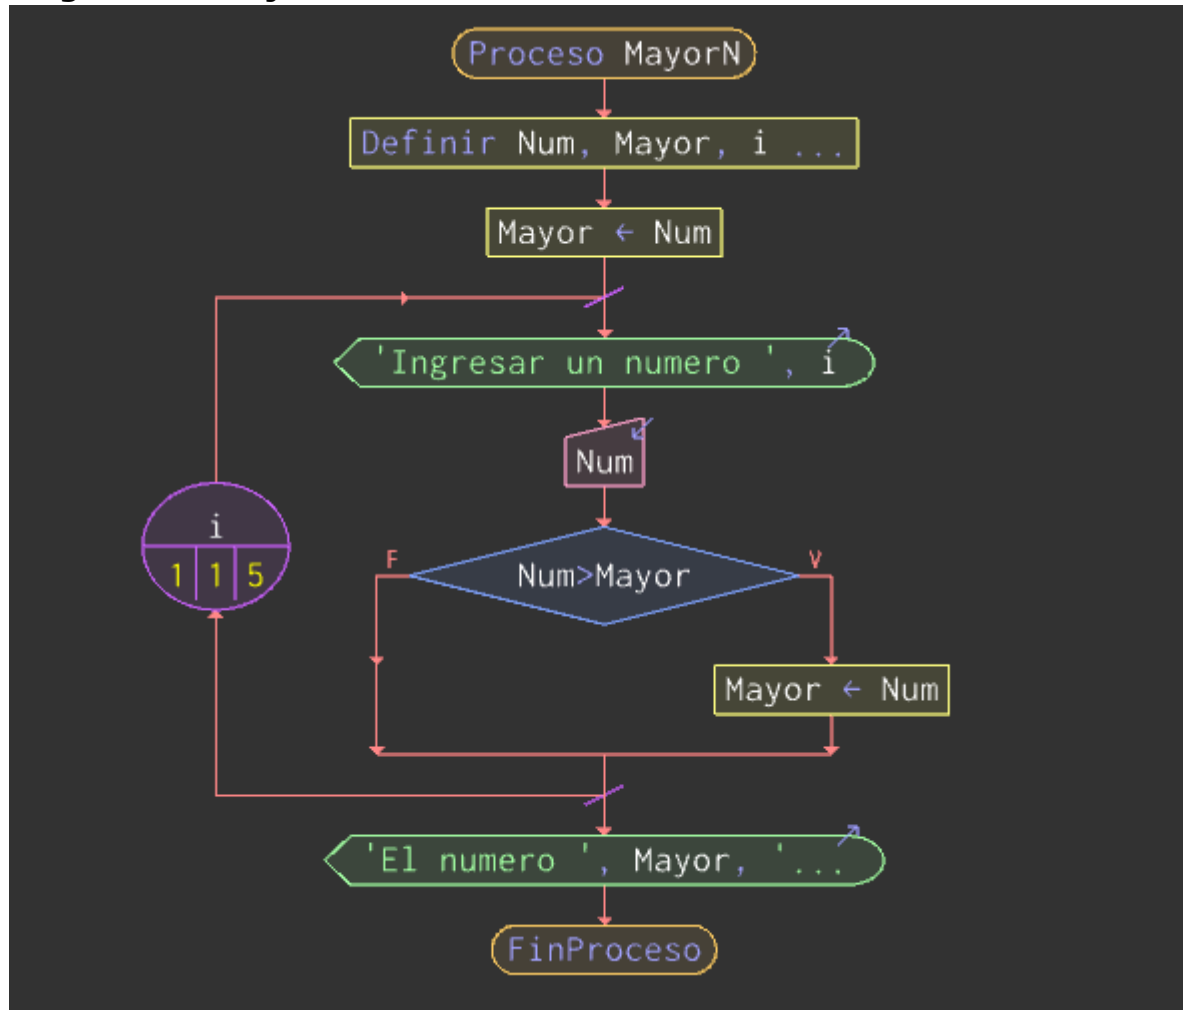 Proceso MayorN
Definir Num, Mayor, i ...
Mayor ← Num
'Ingresar un numero ', i
Num
i
1 1 5
F
Num>Mayor
V
Mayor ← Num
'El numero ', Mayor, '...
FinProceso